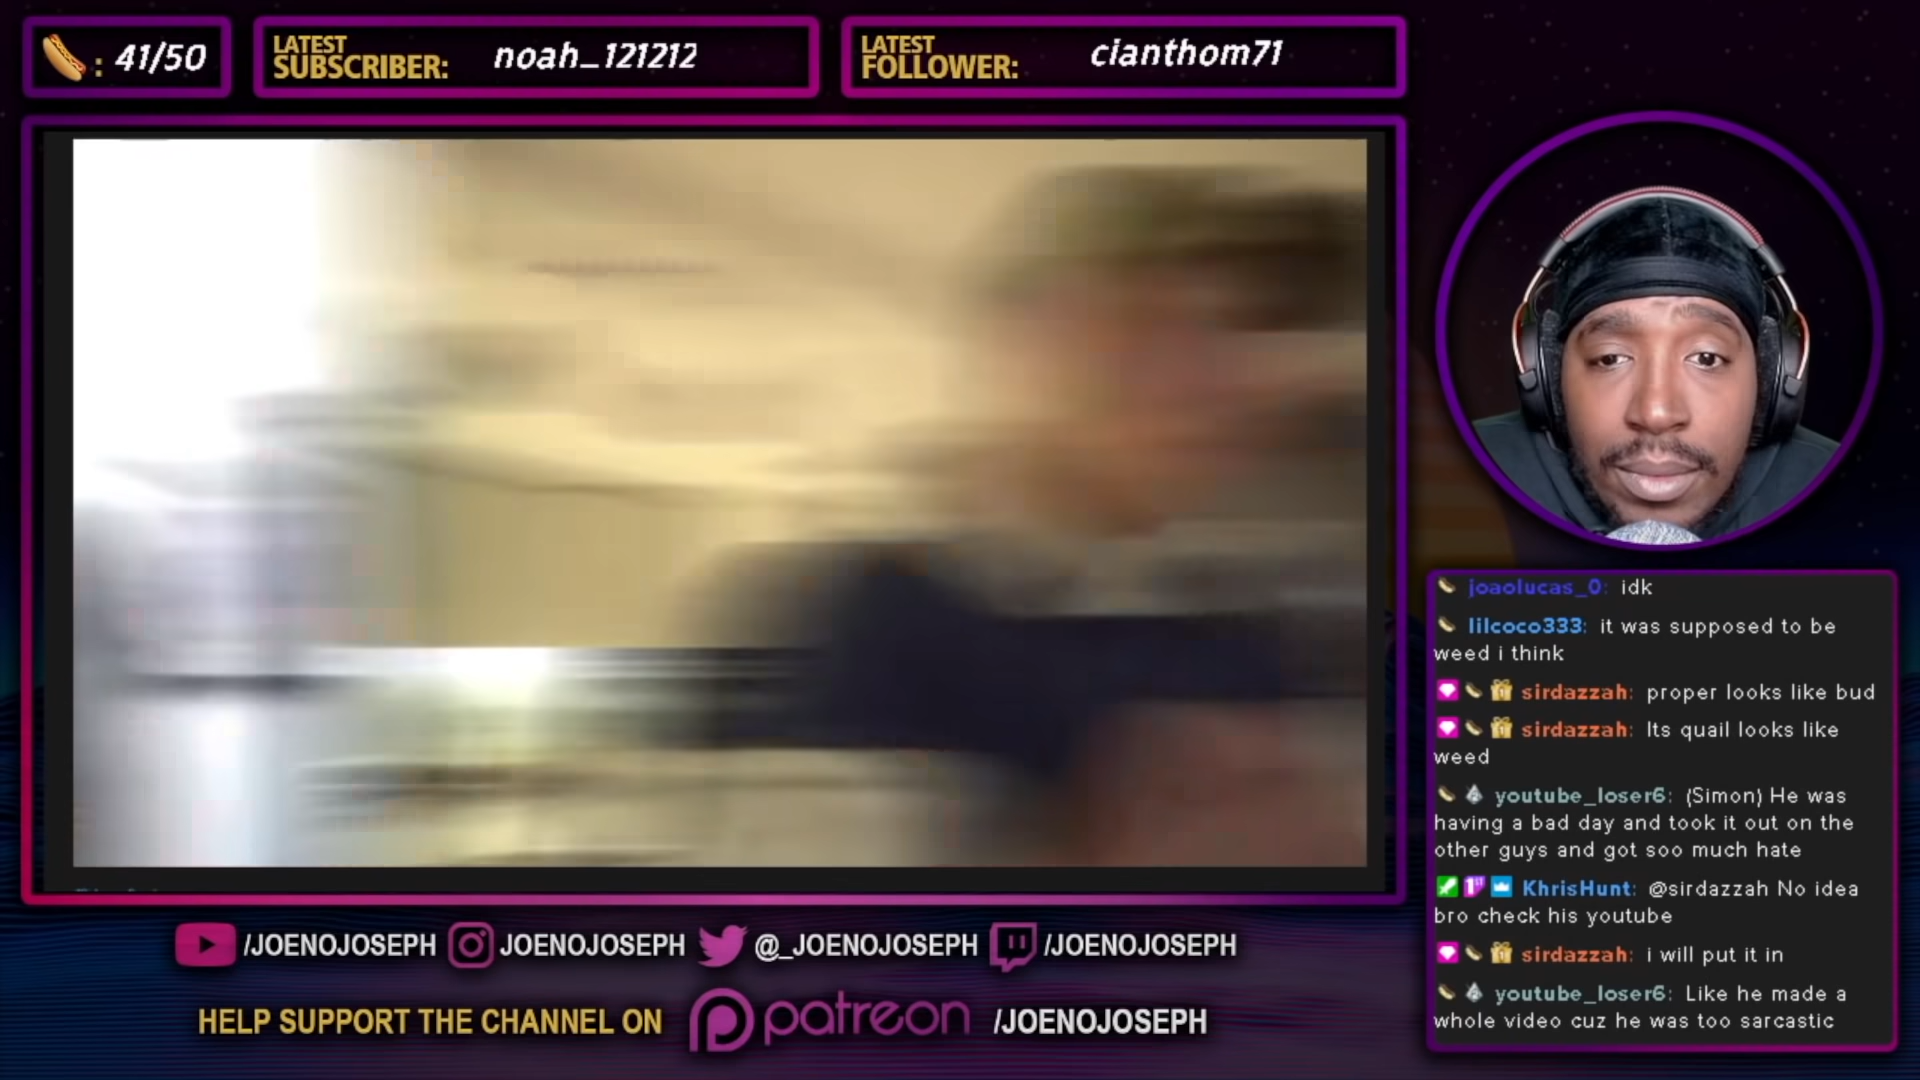 : 41/50
LATEST
SUBSCRIBER:
noah_121212
LATEST
FOLLOWER:
cianthom71
joaolucas_0: idk
lilcoco333: it was supposed to be
weed i think
sirdazzah: proper looks like bud
sirdazzah: Its quail looks like
weed
youtube_loser6: (Simon) He was
having a bad day and took it out on the
other guys and got soo much hate
KhrisHunt: @sirdazzah No idea
bro check his youtube
sirdazzah: i will put it in
youtube_loser6: Like he made a
whole video cuz he was too sarcastic
/JOENOJOSEPH JOENOJOSEPH @_JOENOJOSEPH /JOENOJOSEPH
HELP SUPPORT THE CHANNEL ON patreon /JOENOJOSEPH